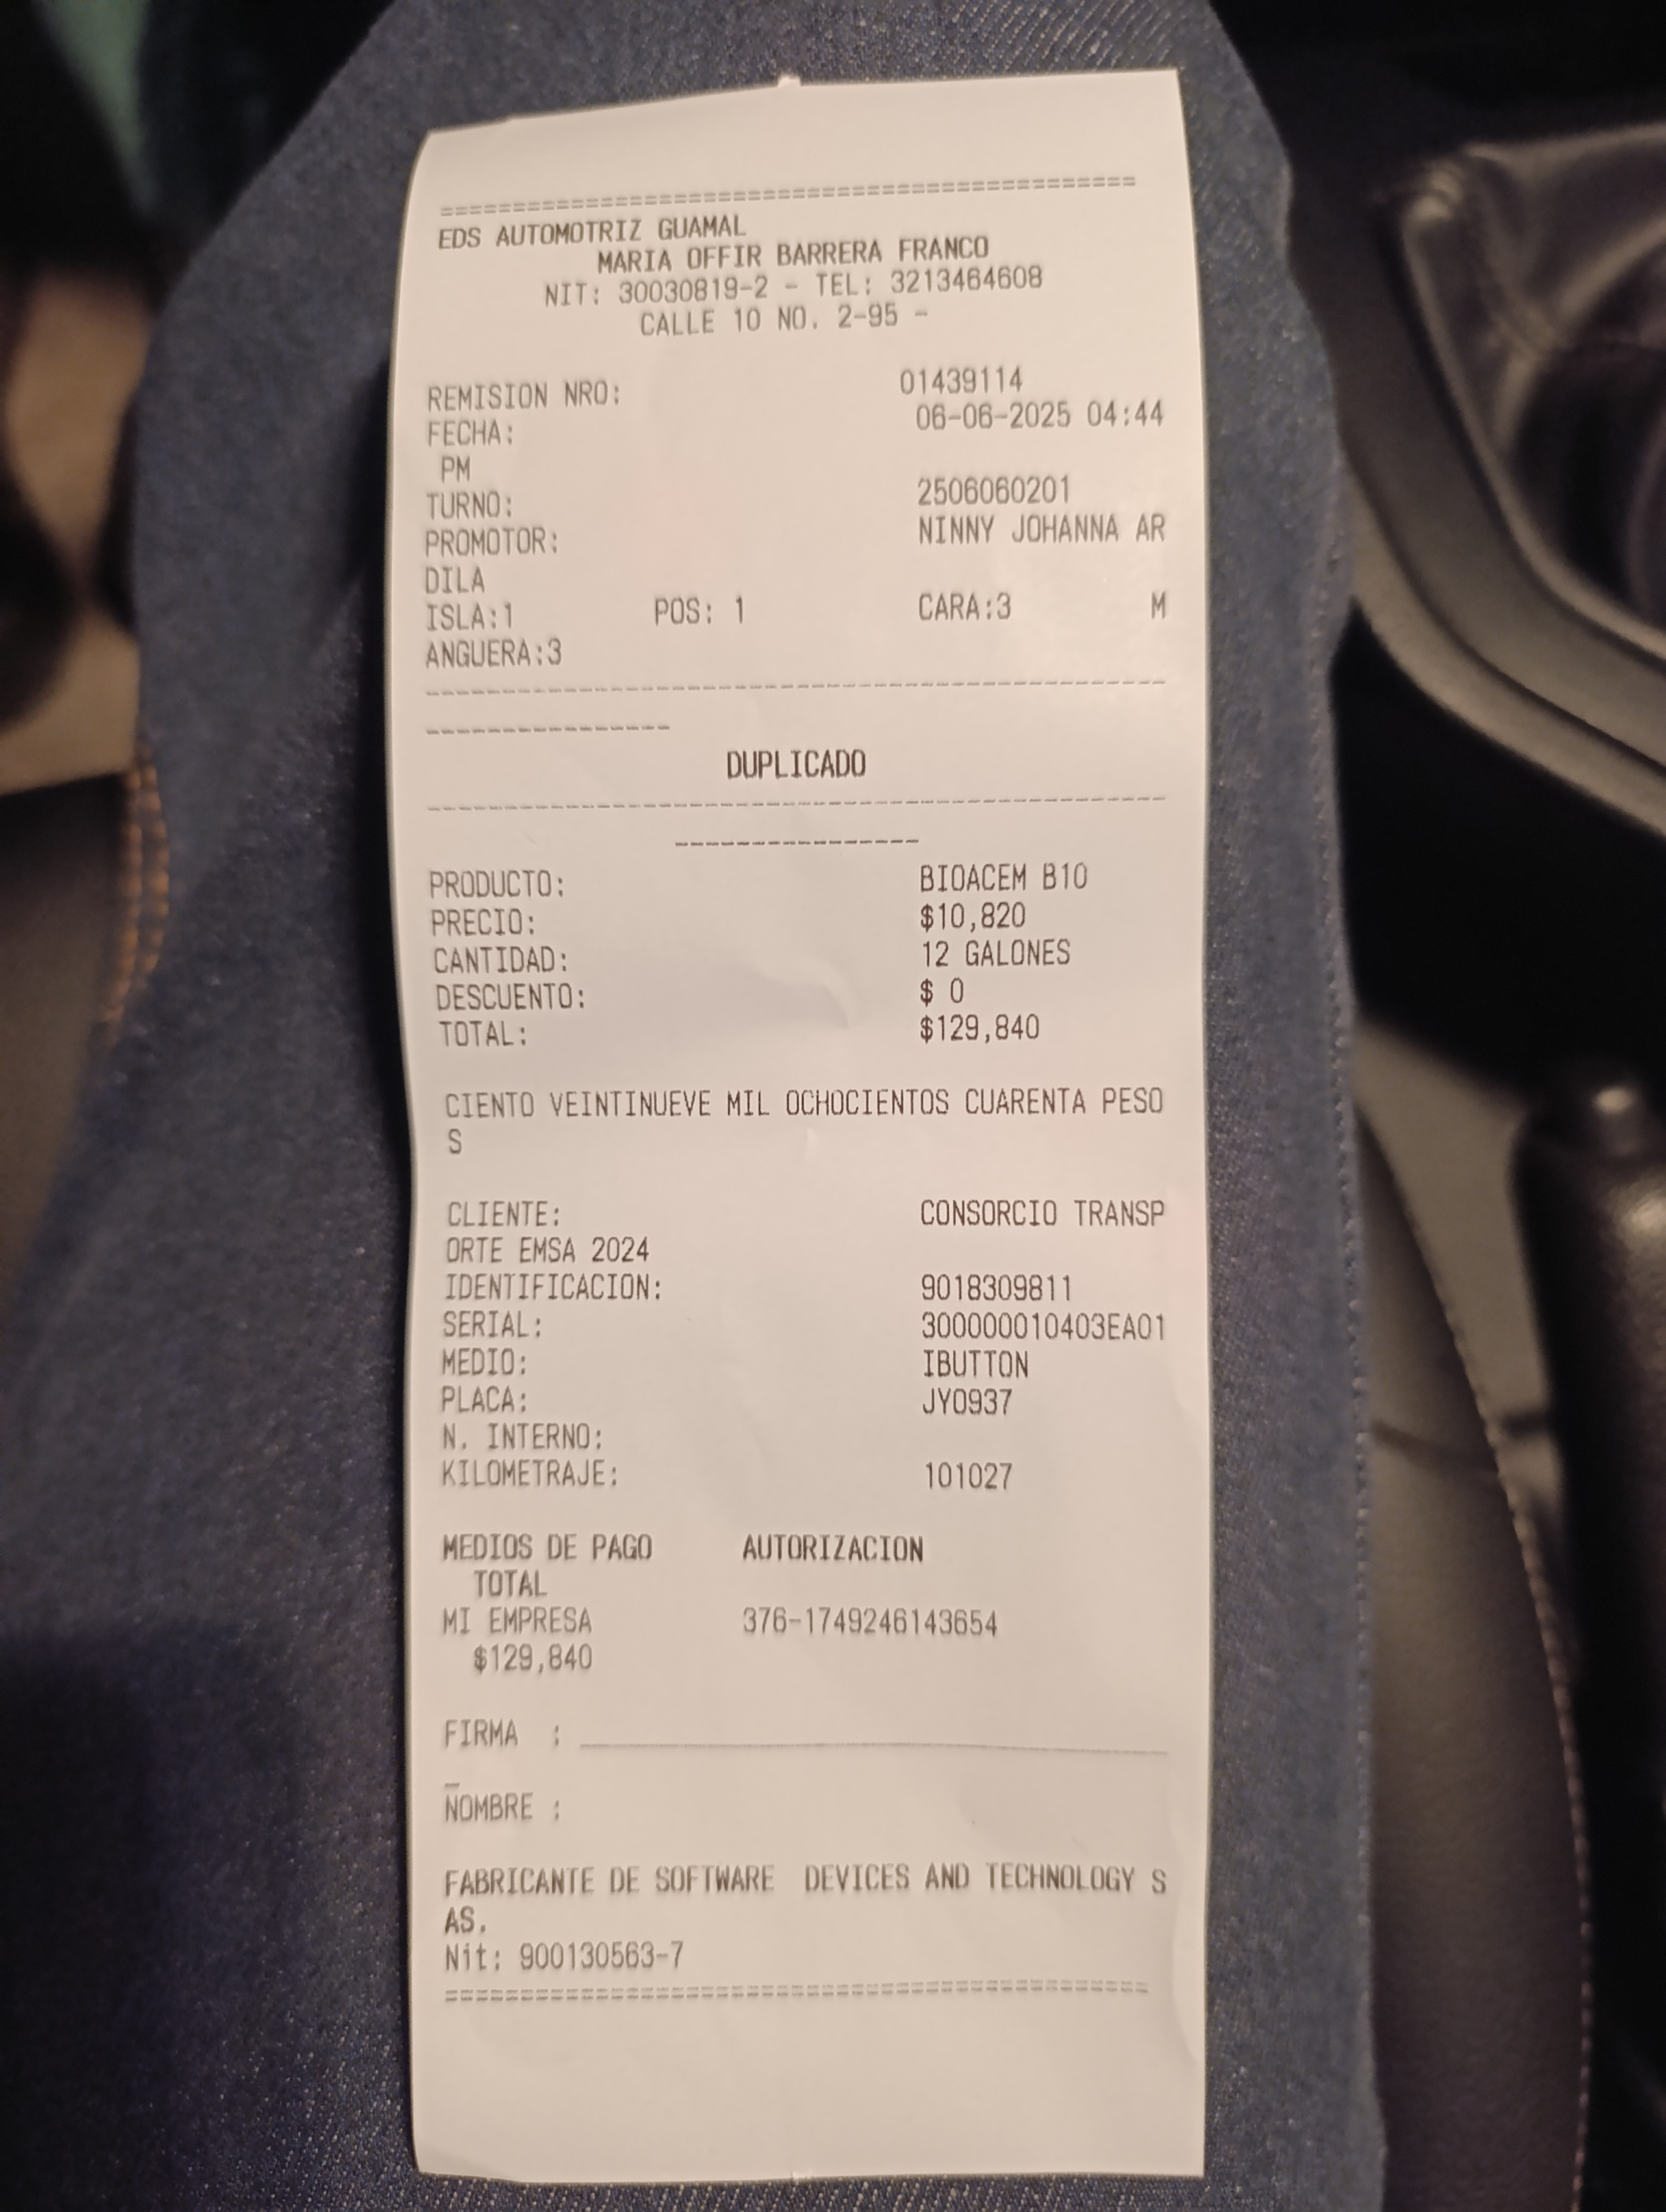 ================================================
EDS AUTOMOTRIZ GUAMAL
MARIA OFFIR BARRERA FRANCO
NIT: 30030819-2 - TEL: 3213464608
CALLE 10 NO. 2-95 -
REMISION NRO: 01439114
FECHA: 06-06-2025 04:44
PM
TURNO: 2506060201
PROMOTOR: NINNY JOHANNA AR
DILA
ISLA:1 POS: 1 CARA:3 M
ANGUERA:3
------------------------------------------------
----------------
DUPLICADO
------------------------------------------------
----------------
PRODUCTO: BIOACEM B10
PRECIO: $10,820
CANTIDAD: 12 GALONES
DESCUENTO: $ 0
TOTAL: $129,840
CIENTO VEINTINUEVE MIL OCHOCIENTOS CUARENTA PESO
S
CLIENTE: CONSORCIO TRANSP
ORTE EMSA 2024
IDENTIFICACION: 9018309811
SERIAL: 300000010403EA01
MEDIO: IBUTTON
PLACA: JYO937
N. INTERNO:
KILOMETRAJE: 101027
MEDIOS DE PAGO AUTORIZACION
TOTAL
MI EMPRESA 376-1749246143654
$129,840
FIRMA : ______________________________________
_
NOMBRE :
FABRICANTE DE SOFTWARE DEVICES AND TECHNOLOGY S
AS.
Nit: 900130563-7
================================================